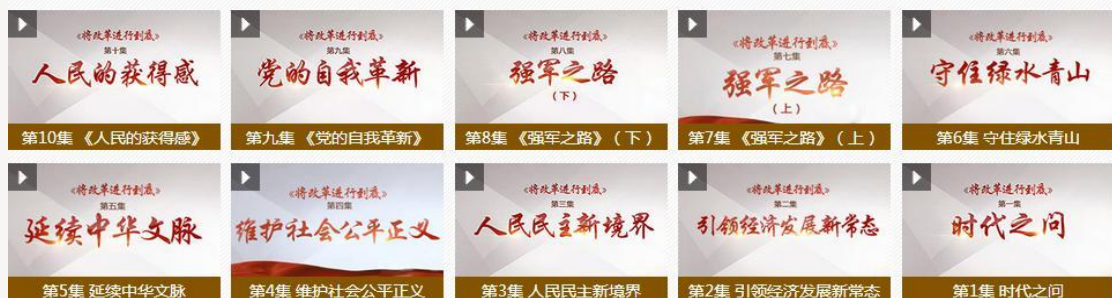 《将改革进行到底》
第十集
人民的获得感
第10集 《人民的获得感》
《将改革进行到底》
第九集
党的自我革新
第九集 《党的自我革新》
《将改革进行到底》
第八集
强军之路
（下）
第8集 《强军之路》（下）
《将改革进行到底》
第七集
强军之路
（上）
第7集 《强军之路》（上）
《将改革进行到底》
第六集
守住绿水青山
第6集 守住绿水青山
《将改革进行到底》
第五集
延续中华文脉
第5集 延续中华文脉
《将改革进行到底》
第四集
维护社会公平正义
第4集 维护社会公平正义
《将改革进行到底》
第三集
人民民主新境界
第3集 人民民主新境界
《将改革进行到底》
第二集
引领经济发展新常态
第2集 引领经济发展新常态
《将改革进行到底》
第一集
时代之问
第1集 时代之问